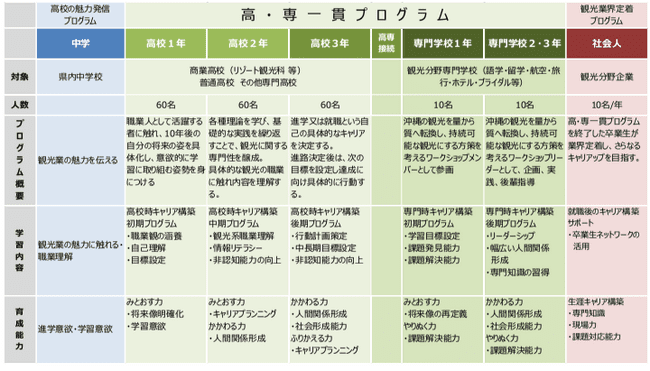 高校の魅力発信
プログラム
高・専一貫プログラム
観光業界定着
プログラム
中学
高校1年
高校2年
高校3年
高専
接続
専門学校1年
専門学校2・3年
社会人
対象
県内中学校
商業高校(リゾート観光科 等)
普通高校 その他専門高校
観光分野専門学校(語学・留学・航空・旅
行・ホテル・ブライダル等)
観光分野企業
人数
60名
60名
60名
10名
10名
10名/年
プログラム概要
観光業の魅力を伝える
職業人として活躍する
者に触れ、10年後の
自分の将来の姿を具
体化し、意欲的に学
習に取組む姿勢を身
につける
各種理論を学び、基
礎的な実践を繰り返
すことで、観光に関する
専門性を醸成。
具体的な観光の職業
に触れ内容を理解する。
進学又は就職という自
己の具体的なキャリア
を決定する。
進路決定後は、次の
目標を設定し達成に
向け具体的に行動す
る。
沖縄の観光を量から
質へ転換し、持続可
能な観光にする方策を
考えるワークショップメン
バーとして参画
沖縄の観光を量から
質へ転換し、持続可
能な観光にする方策を
考えるワークショップリー
ダーとして、企画、実
践、後輩指導
高・専一貫プログラム
を終了した卒業生が
業界定着し、さらなる
キャリアップを目指す。
学習内容
観光業の魅力に触れる・
職業理解
高校時キャリア構築
初期プログラム
・職業観の涵養
・自己理解
・目標設定
高校時キャリア構築
中期プログラム
・観光系職業理解
・情報リテラシー
・非認知能力の向上
高校時キャリア構築
後期プログラム
・行動計画策定
・中長期目標設定
・非認知能力の向上
専門時キャリア構築
初期プログラム
・学習目標設定
・課題発見能力
・課題解決能力
専門時キャリア構築
後期プログラム
・リーダーシップ
・幅広い人間関係
形成
・専門知識の習得
就職後のキャリア構築
サポート
・卒業生ネットワークの
活用
育成能力
進学意欲・学習意欲
みとおす力
・将来像明確化
・学習意欲
みとおす力
・キャリアプランニング
かかわる力
・人間関係形成
かかわる力
・人間関係形成
・社会形成能力
ふりかえる力
・キャリアプランニング
みとおす力
・将来像の再定義
やりぬく力
・課題解決能力
かかわる力
・人間関係形成
・社会形成能力
やりぬく力
・課題解決能力
生涯キャリア構築
・専門知識
・現場力
・課題対応能力